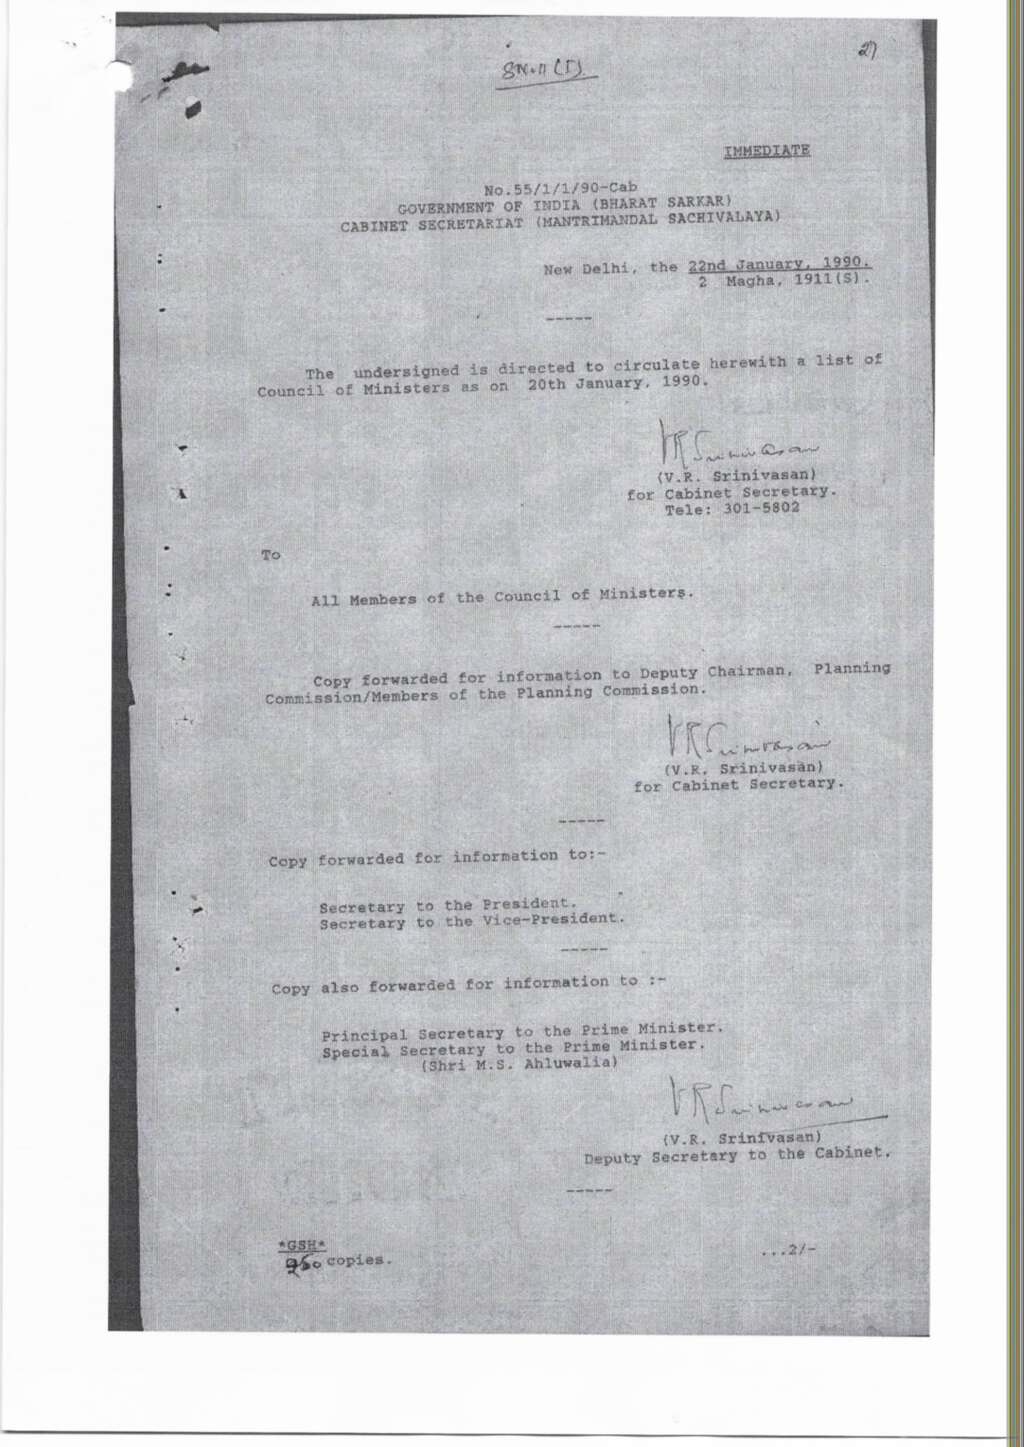 27
IMMEDIATE
No.55/1/1/90-Cab
GOVERNMENT OF INDIA (BHARAT SARKAR)
CABINET SECRETARIAT (MANTRIMANDAL SACHIVALAYA)
New Delhi, the 22nd January, 1990.
2 Magha, 1911(S).
-----
The undersigned is directed to circulate herewith a list of
Council of Ministers as on 20th January, 1990.
VR Srinivasan
(V.R. Srinivasan)
for Cabinet Secretary.
Tele: 301-5802
To
All Members of the Council of Ministers.
-----
Copy forwarded for information to Deputy Chairman, Planning
Commission/Members of the Planning Commission.
VR Srinivasan
(V.R. Srinivasan)
for Cabinet Secretary.
-----
Copy forwarded for information to:-
Secretary to the President.
Secretary to the Vice-President.
-----
Copy also forwarded for information to :-
Principal Secretary to the Prime Minister.
Special Secretary to the Prime Minister.
(Shri M.S. Ahluwalia)
VR Srinivasan
(V.R. Srinivasan)
Deputy Secretary to the Cabinet.
-----
*GSH*
copies.
...2/-